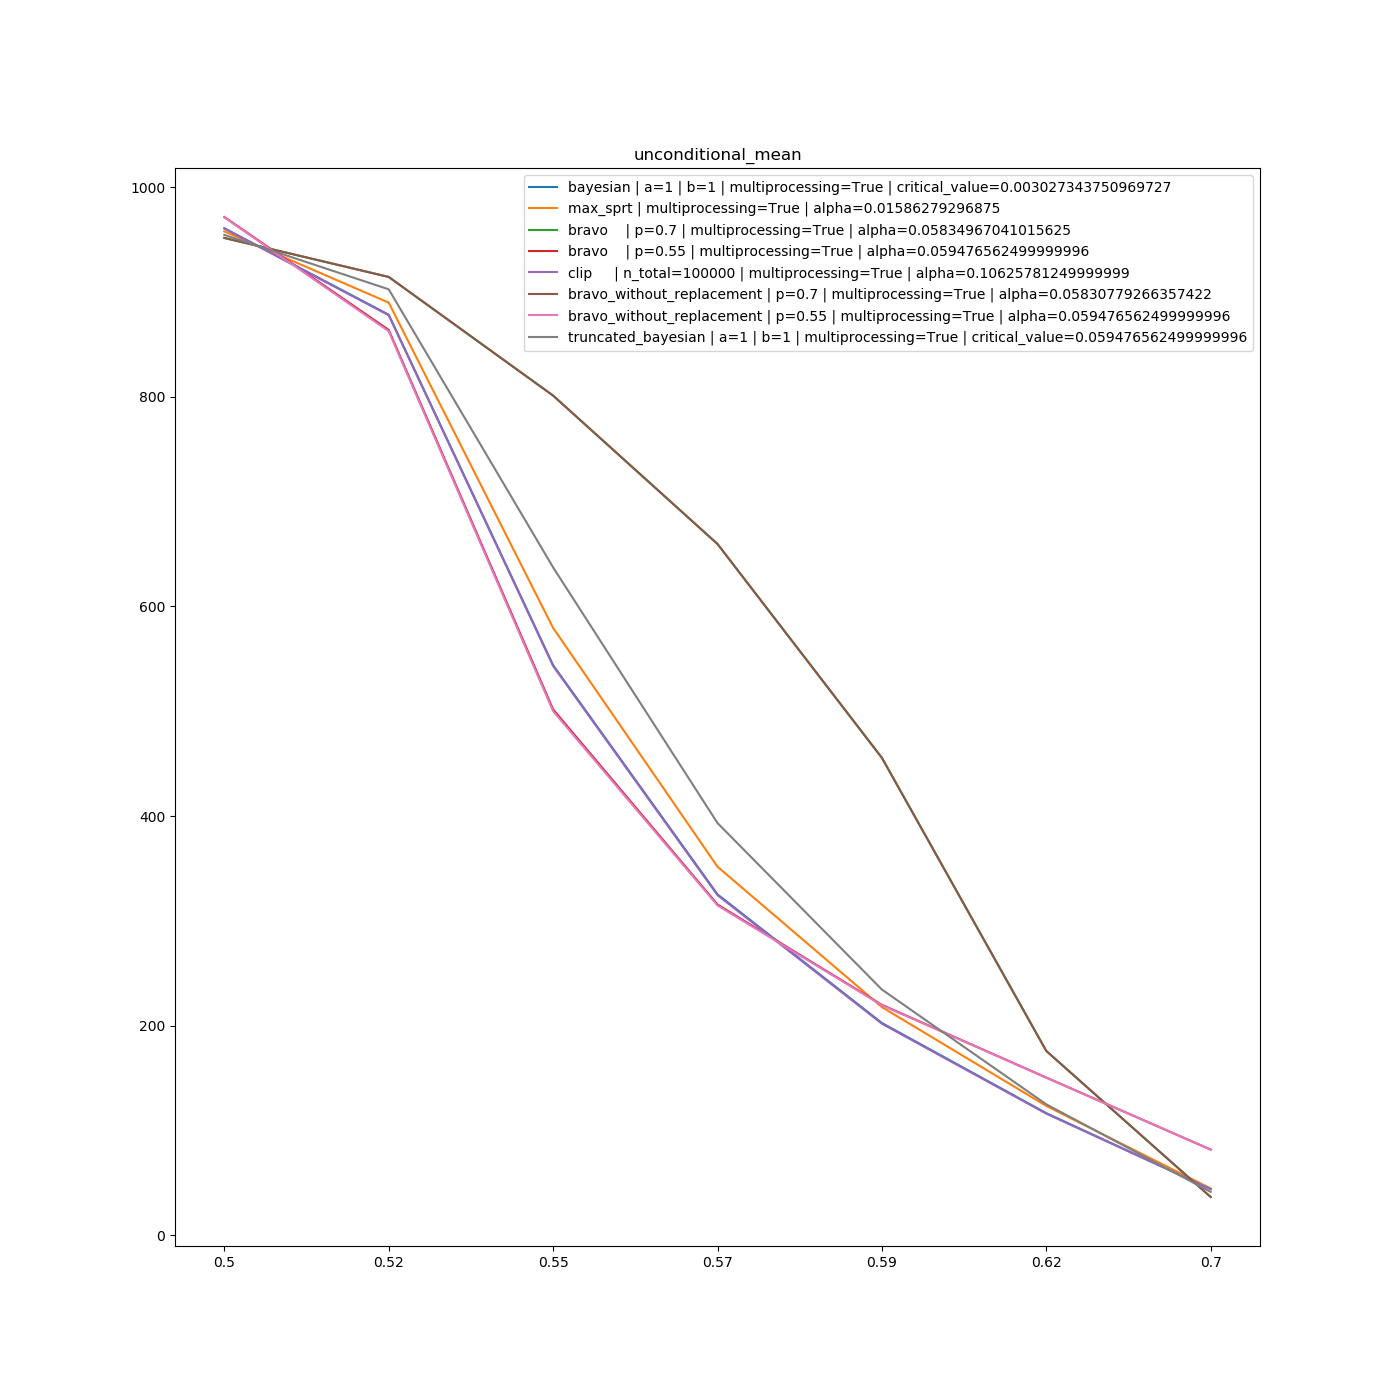 unconditional_mean
1000
800
600
400
200
0
bayesian | a=1 | b=1 | multiprocessing=True | critical_value=0.003027343750969727
max_sprt | multiprocessing=True | alpha=0.01586279296875
bravo    | p=0.7 | multiprocessing=True | alpha=0.05834967041015625
bravo    | p=0.55 | multiprocessing=True | alpha=0.059476562499999996
clip     | n_total=100000 | multiprocessing=True | alpha=0.10625781249999999
bravo_without_replacement | p=0.7 | multiprocessing=True | alpha=0.05830779266357422
bravo_without_replacement | p=0.55 | multiprocessing=True | alpha=0.059476562499999996
truncated_bayesian | a=1 | b=1 | multiprocessing=True | critical_value=0.059476562499999996
0.5 0.52 0.55 0.57 0.59 0.62 0.7